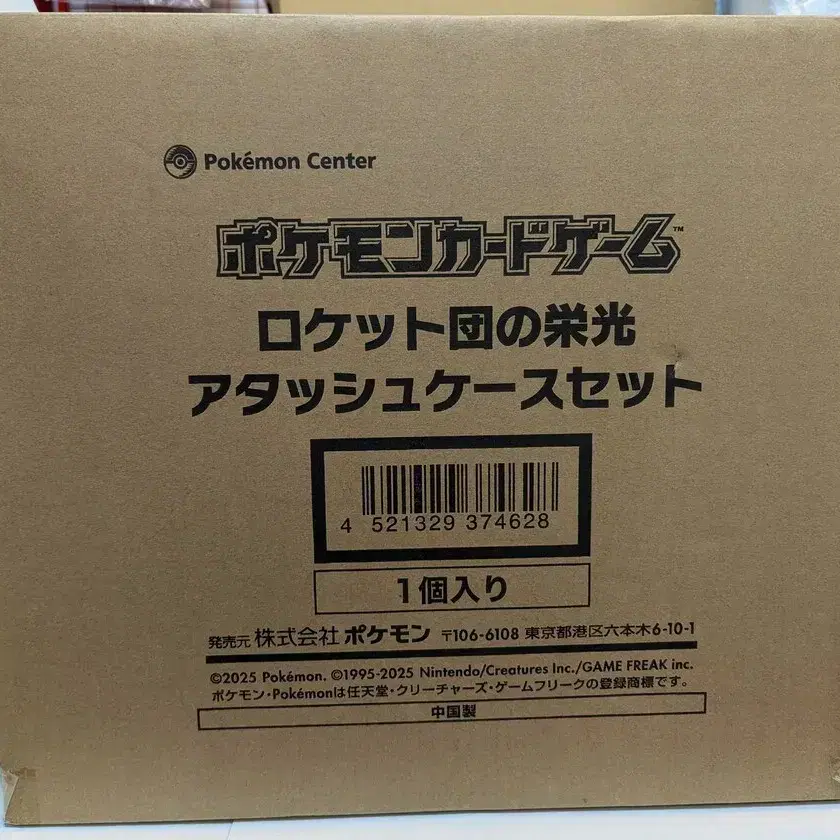 Pokémon Center
ポケモンカードゲーム™
ロケット団の栄光
アタッシュケースセット
4 521329 374628
1個入り
発売元 株式会社 ポケモン 〒106-6108 東京都港区六本木6-10-1
©2025 Pokémon. ©1995-2025 Nintendo/Creatures Inc./GAME FREAK inc.
ポケモン・Pokémonは任天堂・クリーチャーズ・ゲームフリークの登録商標です。
中国製